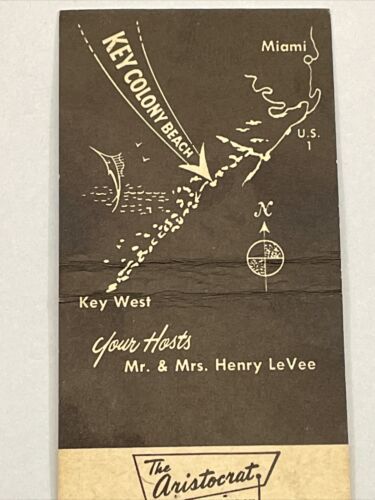 KEY COLONY BEACH
Miami
U.S.
1
N
Key West
Your Hosts
Mr. & Mrs. Henry LeVee
The
Aristocrat